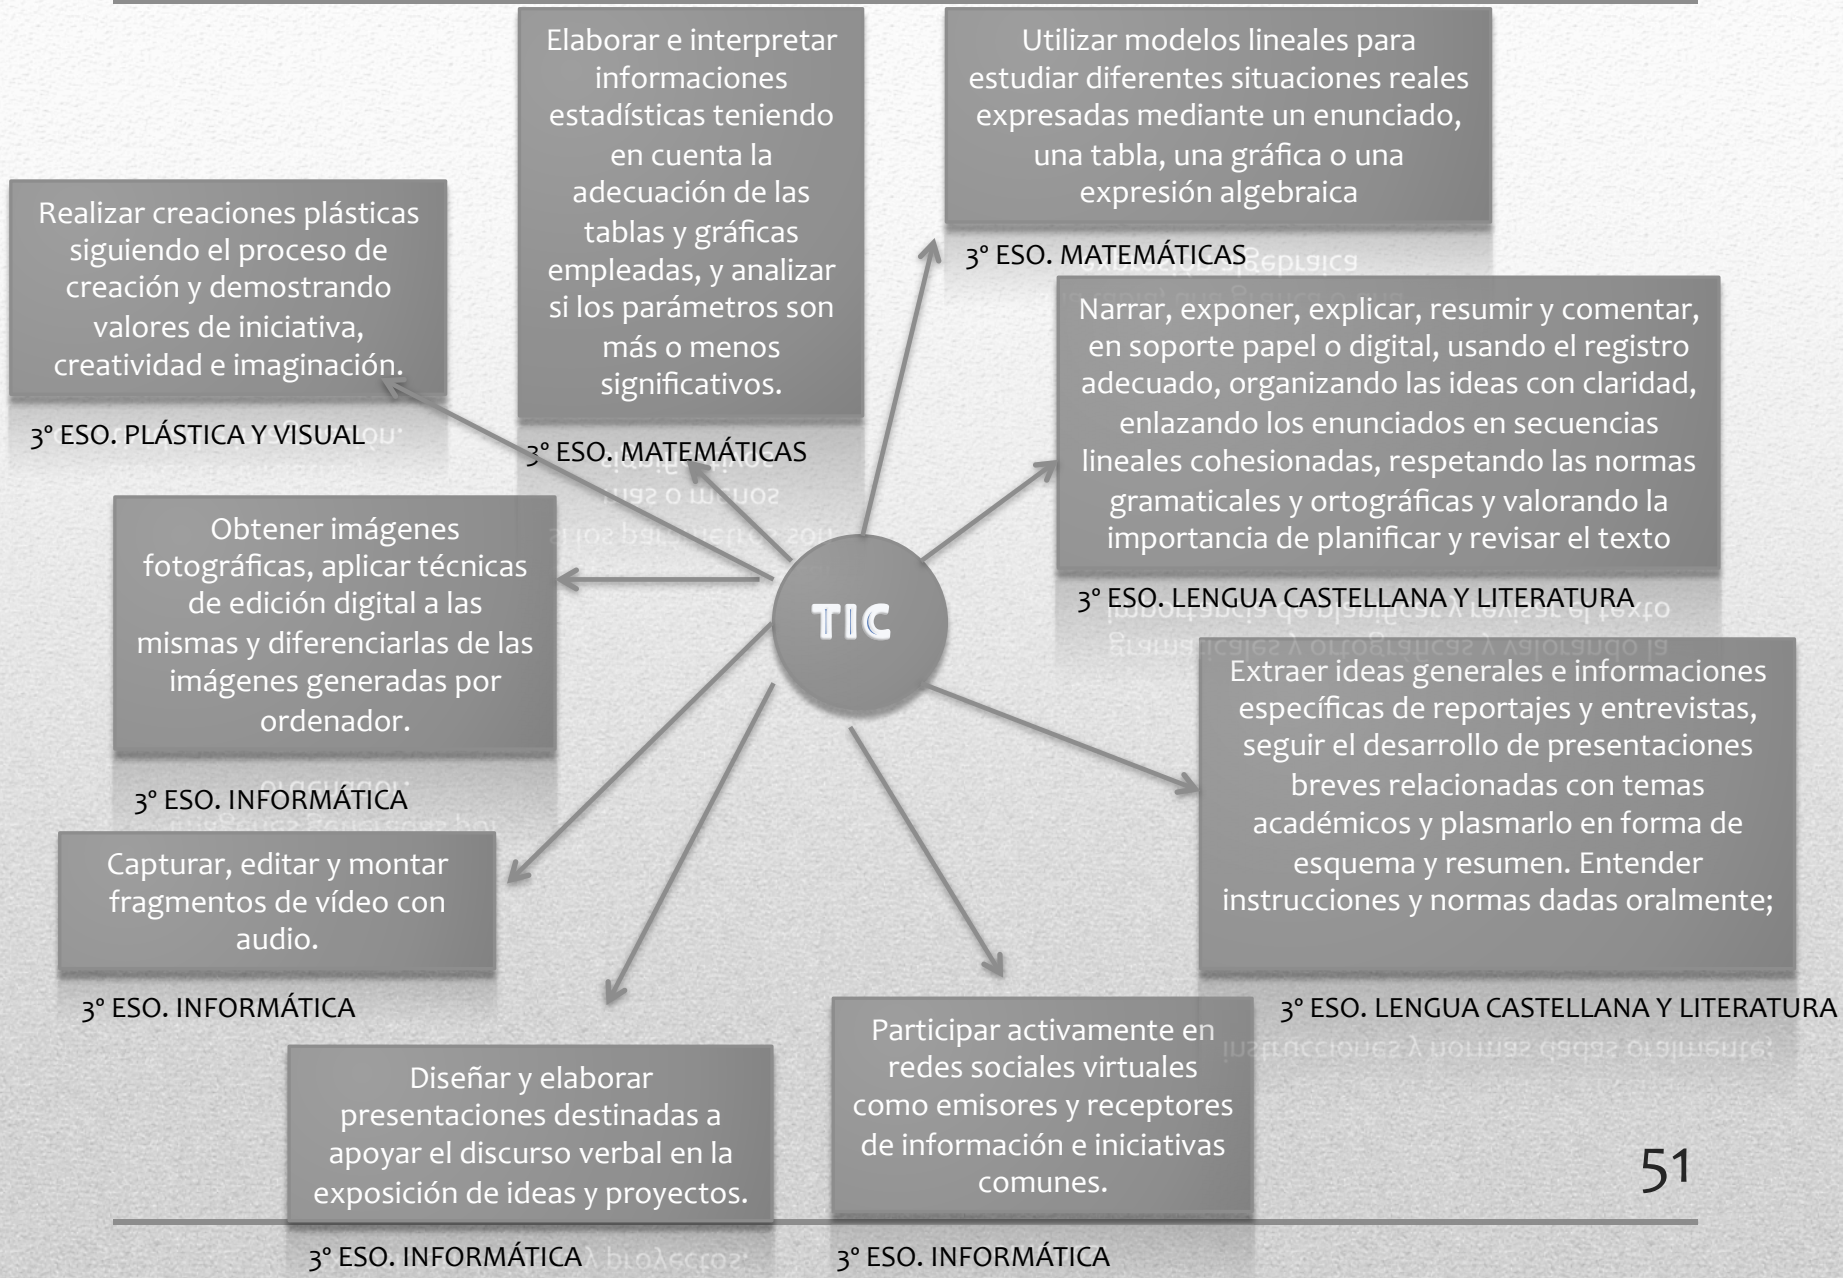 Elaborar e interpretar
informaciones
estadísticas teniendo
en cuenta la
adecuación de las
tablas y gráficas
empleadas, y analizar
si los parámetros son
más o menos
significativos.
3º ESO. MATEMÁTICAS
Utilizar modelos lineales para
estudiar diferentes situaciones reales
expresadas mediante un enunciado,
una tabla, una gráfica o una
expresión algebraica
3º ESO. MATEMÁTICAS
Realizar creaciones plásticas
siguiendo el proceso de
creación y demostrando
valores de iniciativa,
creatividad e imaginación.
3º ESO. PLÁSTICA Y VISUAL
Narrar, exponer, explicar, resumir y comentar,
en soporte papel o digital, usando el registro
adecuado, organizando las ideas con claridad,
enlazando los enunciados en secuencias
lineales cohesionadas, respetando las normas
gramaticales y ortográficas y valorando la
importancia de planificar y revisar el texto
3º ESO. LENGUA CASTELLANA Y LITERATURA
Obtener imágenes
fotográficas, aplicar técnicas
de edición digital a las
mismas y diferenciarlas de las
imágenes generadas por
ordenador.
3º ESO. INFORMÁTICA
TIC
Extraer ideas generales e informaciones
específicas de reportajes y entrevistas,
seguir el desarrollo de presentaciones
breves relacionadas con temas
académicos y plasmarlo en forma de
esquema y resumen. Entender
instrucciones y normas dadas oralmente;
3º ESO. LENGUA CASTELLANA Y LITERATURA
Capturar, editar y montar
fragmentos de vídeo con
audio.
3º ESO. INFORMÁTICA
Diseñar y elaborar
presentaciones destinadas a
apoyar el discurso verbal en la
exposición de ideas y proyectos.
3º ESO. INFORMÁTICA
Participar activamente en
redes sociales virtuales
como emisores y receptores
de información e iniciativas
comunes.
3º ESO. INFORMÁTICA
51